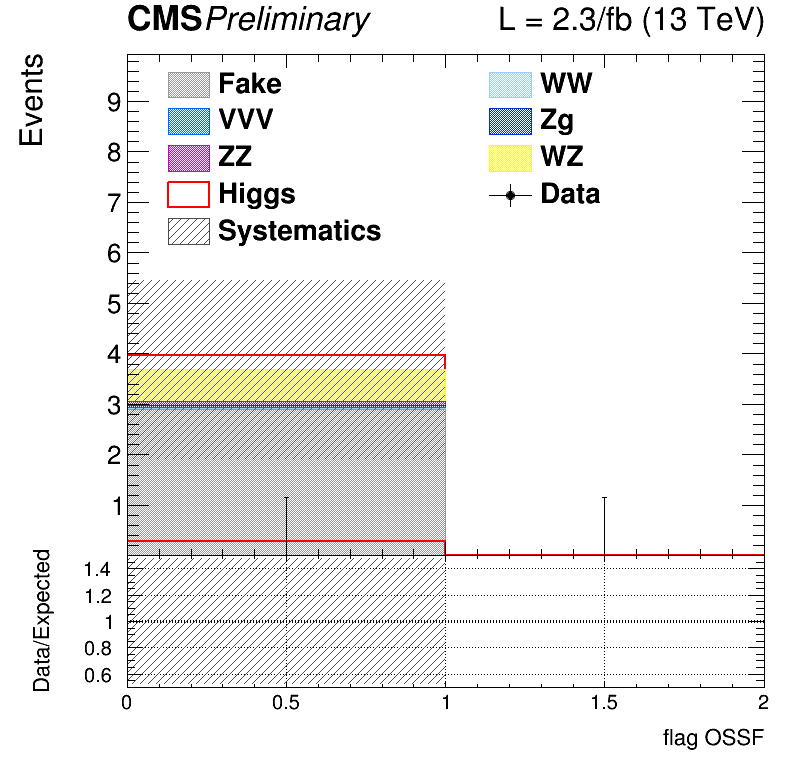 CMS Preliminary L = 2.3/fb (13 TeV)
Events
Fake WW
VVV Zg
ZZ WZ
Higgs Data
Systematics
9
8
7
6
5
4
3
2
1
Data/Expected
1.4
1.2
1
0.8
0.6
0 0.5 1 1.5 2
flag OSSF